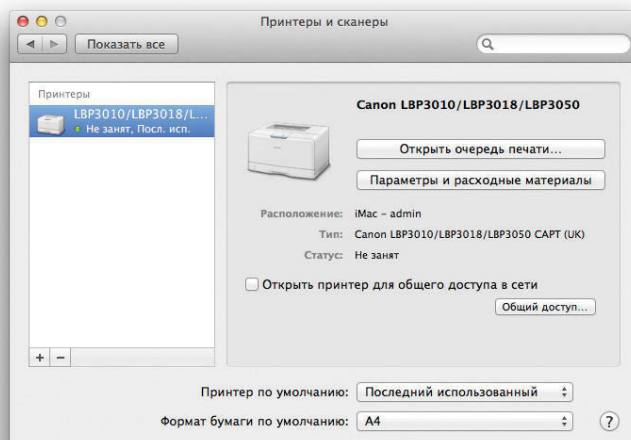 Принтеры и сканеры
Показать все
Принтеры
LBP3010/LBP3018/L...
Не занят, Посл. исп.
Canon LBP3010/LBP3018/LBP3050
Открыть очередь печати...
Параметры и расходные материалы
Расположение: iMac – admin
Тип: Canon LBP3010/LBP3018/LBP3050 CAPT (UK)
Статус: Не занят
Открыть принтер для общего доступа в сети
Общий доступ...
+ −
Принтер по умолчанию: Последний использованный
Формат бумаги по умолчанию: A4
?